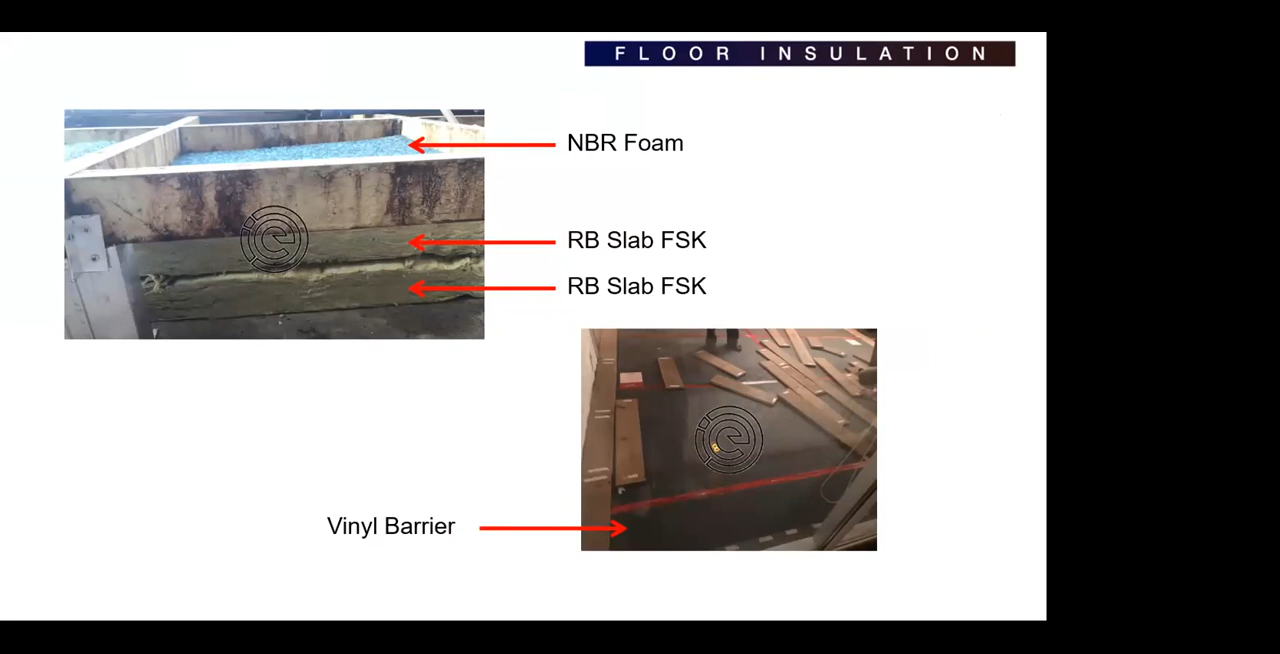 FLOOR INSULATION
NBR Foam
RB Slab FSK
RB Slab FSK
Vinyl Barrier